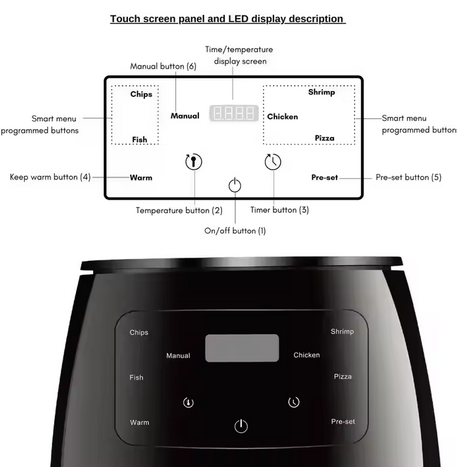 Touch screen panel and LED display description
Time/temperature
display screen
Manual button (6)
Chips
Shrimp
Smart menu
programmed buttons
Manual
Chicken
Smart menu
programmed button
Fish
Pizza
Keep warm button (4)
Warm
Pre-set
Pre-set button (5)
Temperature button (2)
Timer button (3)
On/off button (1)
Chips
Shrimp
Manual
Chicken
Fish
Pizza
Warm
Pre-set